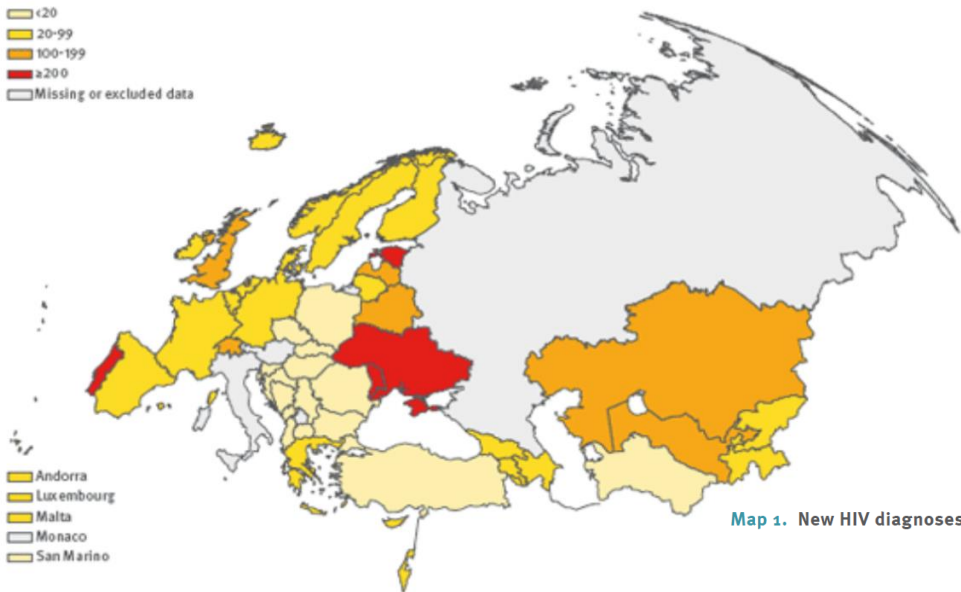 <20
20-99
100-199
≥200
Missing or excluded data
Andorra
Luxembourg
Malta
Monaco
San Marino
Map 1. New HIV diagnoses